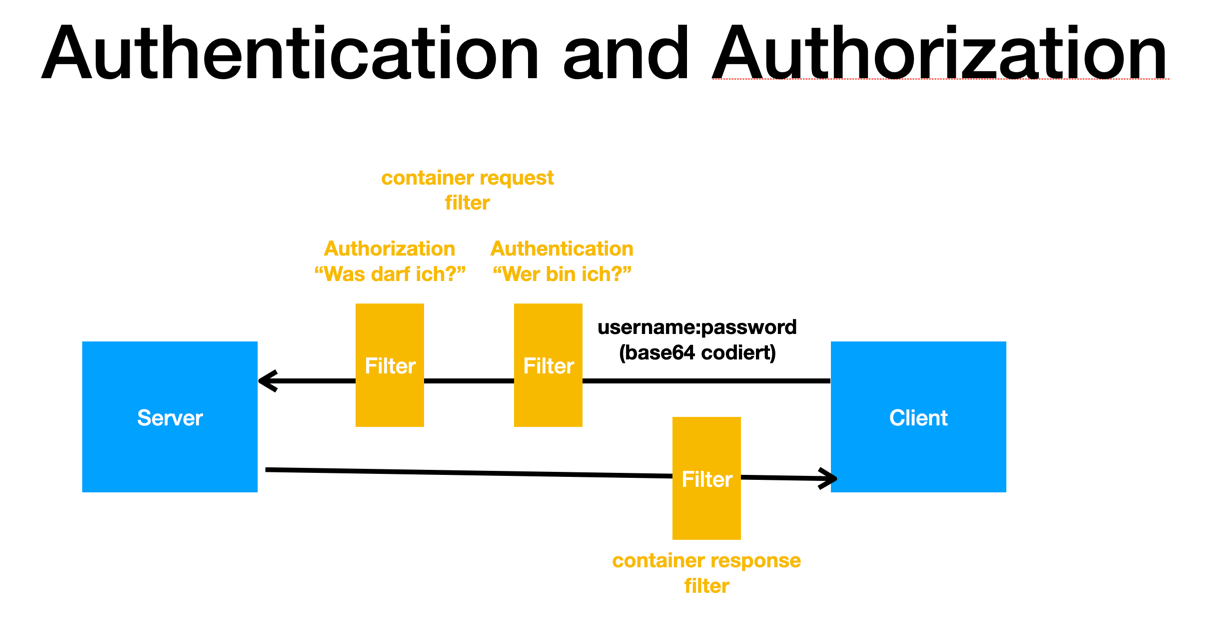 Authentication and Authorization
container request
filter
Authorization
“Was darf ich?”
Authentication
“Wer bin ich?”
username:password
(base64 codiert)
Filter
Filter
Server
Client
Filter
container response
filter